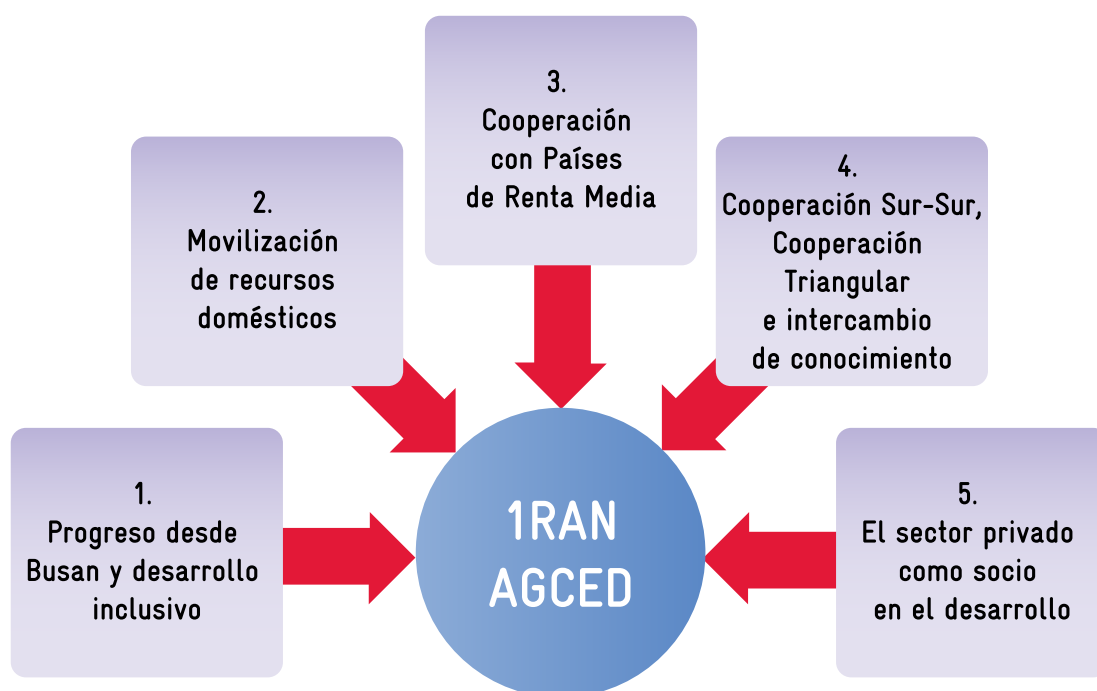 1.
Progreso desde
Busan y desarrollo
inclusivo
2.
Movilización
de recursos
domésticos
3.
Cooperación
con Países
de Renta Media
4.
Cooperación Sur-Sur,
Cooperación
Triangular
e intercambio
de conocimiento
5.
El sector privado
como socio
en el desarrollo
1RAN
AGCED